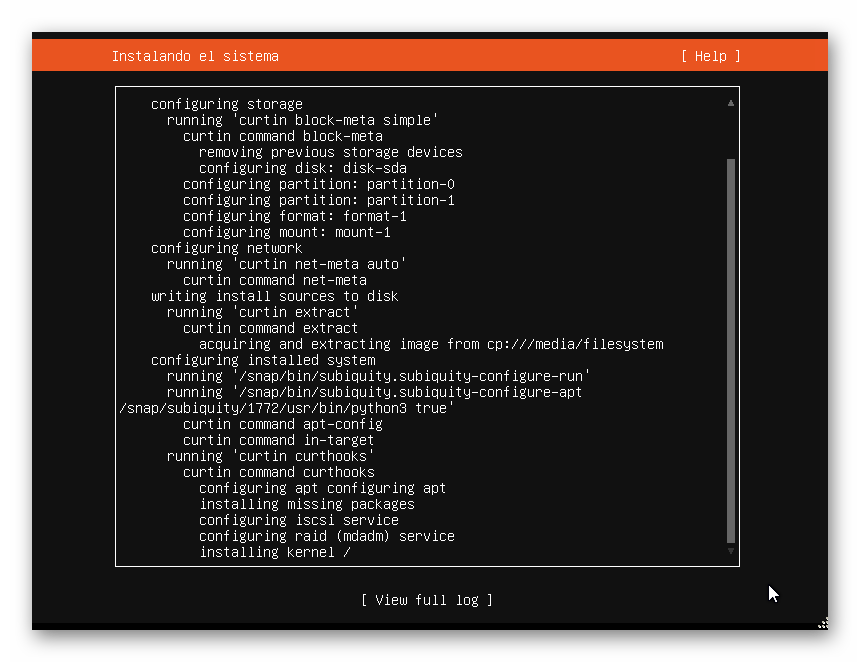 Instalando el sistema [ Help ]
configuring storage
running 'curtin block-meta simple'
curtin command block-meta
removing previous storage devices
configuring disk: disk-sda
configuring partition: partition-0
configuring partition: partition-1
configuring format: format-1
configuring mount: mount-1
configuring network
running 'curtin net-meta auto'
curtin command net-meta
writing install sources to disk
running 'curtin extract'
curtin command extract
acquiring and extracting image from cp:///media/filesystem
configuring installed system
running '/snap/bin/subiquity.subiquity-configure-run'
running '/snap/bin/subiquity.subiquity-configure-apt
/snap/subiquity/1772/usr/bin/python3 true'
curtin command apt-config
curtin command in-target
running 'curtin curthooks'
curtin command curthooks
configuring apt configuring apt
installing missing packages
configuring iscsi service
configuring raid (mdadm) service
installing kernel /
[ View full log ]